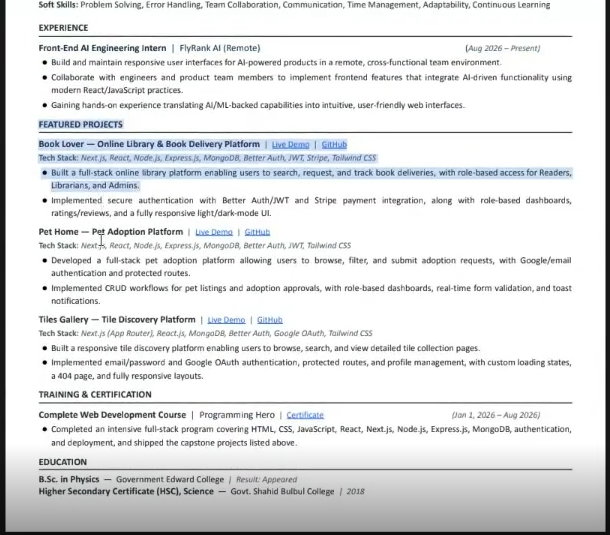 Soft Skills: Problem Solving, Error Handling, Team Collaboration, Communication, Time Management, Adaptability, Continuous Learning
EXPERIENCE
Front-End AI Engineering Intern | FlyRank AI (Remote) (Aug 2026 – Present)
● Build and maintain responsive user interfaces for AI-powered products in a remote, cross-functional team environment.
● Collaborate with engineers and product team members to implement frontend features that integrate AI-driven functionality using
modern React/JavaScript practices.
● Gaining hands-on experience translating AI/ML-backed capabilities into intuitive, user-friendly web interfaces.
FEATURED PROJECTS
Book Lover — Online Library & Book Delivery Platform | Live Demo | GitHub
Tech Stack: Next.js, React, Node.js, Express.js, MongoDB, Better Auth, JWT, Stripe, Tailwind CSS
● Built a full-stack online library platform enabling users to search, request, and track book deliveries, with role-based access for Readers,
Librarians, and Admins.
● Implemented secure authentication with Better Auth/JWT and Stripe payment integration, along with role-based dashboards,
ratings/reviews, and a fully responsive light/dark-mode UI.
Pet Home — Pet Adoption Platform | Live Demo | GitHub
Tech Stack: Next.js, React, Node.js, Express.js, MongoDB, Better Auth, JWT, Tailwind CSS
● Developed a full-stack pet adoption platform allowing users to browse, filter, and submit adoption requests, with Google/email
authentication and protected routes.
● Implemented CRUD workflows for pet listings and adoption approvals, with role-based dashboards, real-time form validation, and toast
notifications.
Tiles Gallery — Tile Discovery Platform | Live Demo | GitHub
Tech Stack: Next.js (App Router), React.js, MongoDB, Better Auth, Google OAuth, Tailwind CSS
● Built a responsive tile discovery platform enabling users to browse, search, and view detailed tile collection pages.
● Implemented email/password and Google OAuth authentication, protected routes, and profile management, with custom loading states,
a 404 page, and fully responsive layouts.
TRAINING & CERTIFICATION
Complete Web Development Course | Programming Hero | Certificate (Jan 1, 2026 – Aug 2026)
● Completed an intensive full-stack program covering HTML, CSS, JavaScript, React, Next.js, Node.js, Express.js, MongoDB, authentication,
and deployment, and shipped the capstone projects listed above.
EDUCATION
B.Sc. in Physics — Government Edward College | Result: Appeared
Higher Secondary Certificate (HSC), Science — Govt. Shahid Bulbul College | 2018